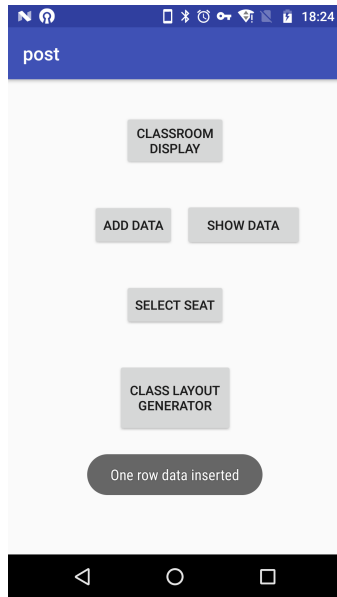 18:24
post
CLASSROOM
DISPLAY
ADD DATA SHOW DATA
SELECT SEAT
CLASS LAYOUT
GENERATOR
One row data inserted